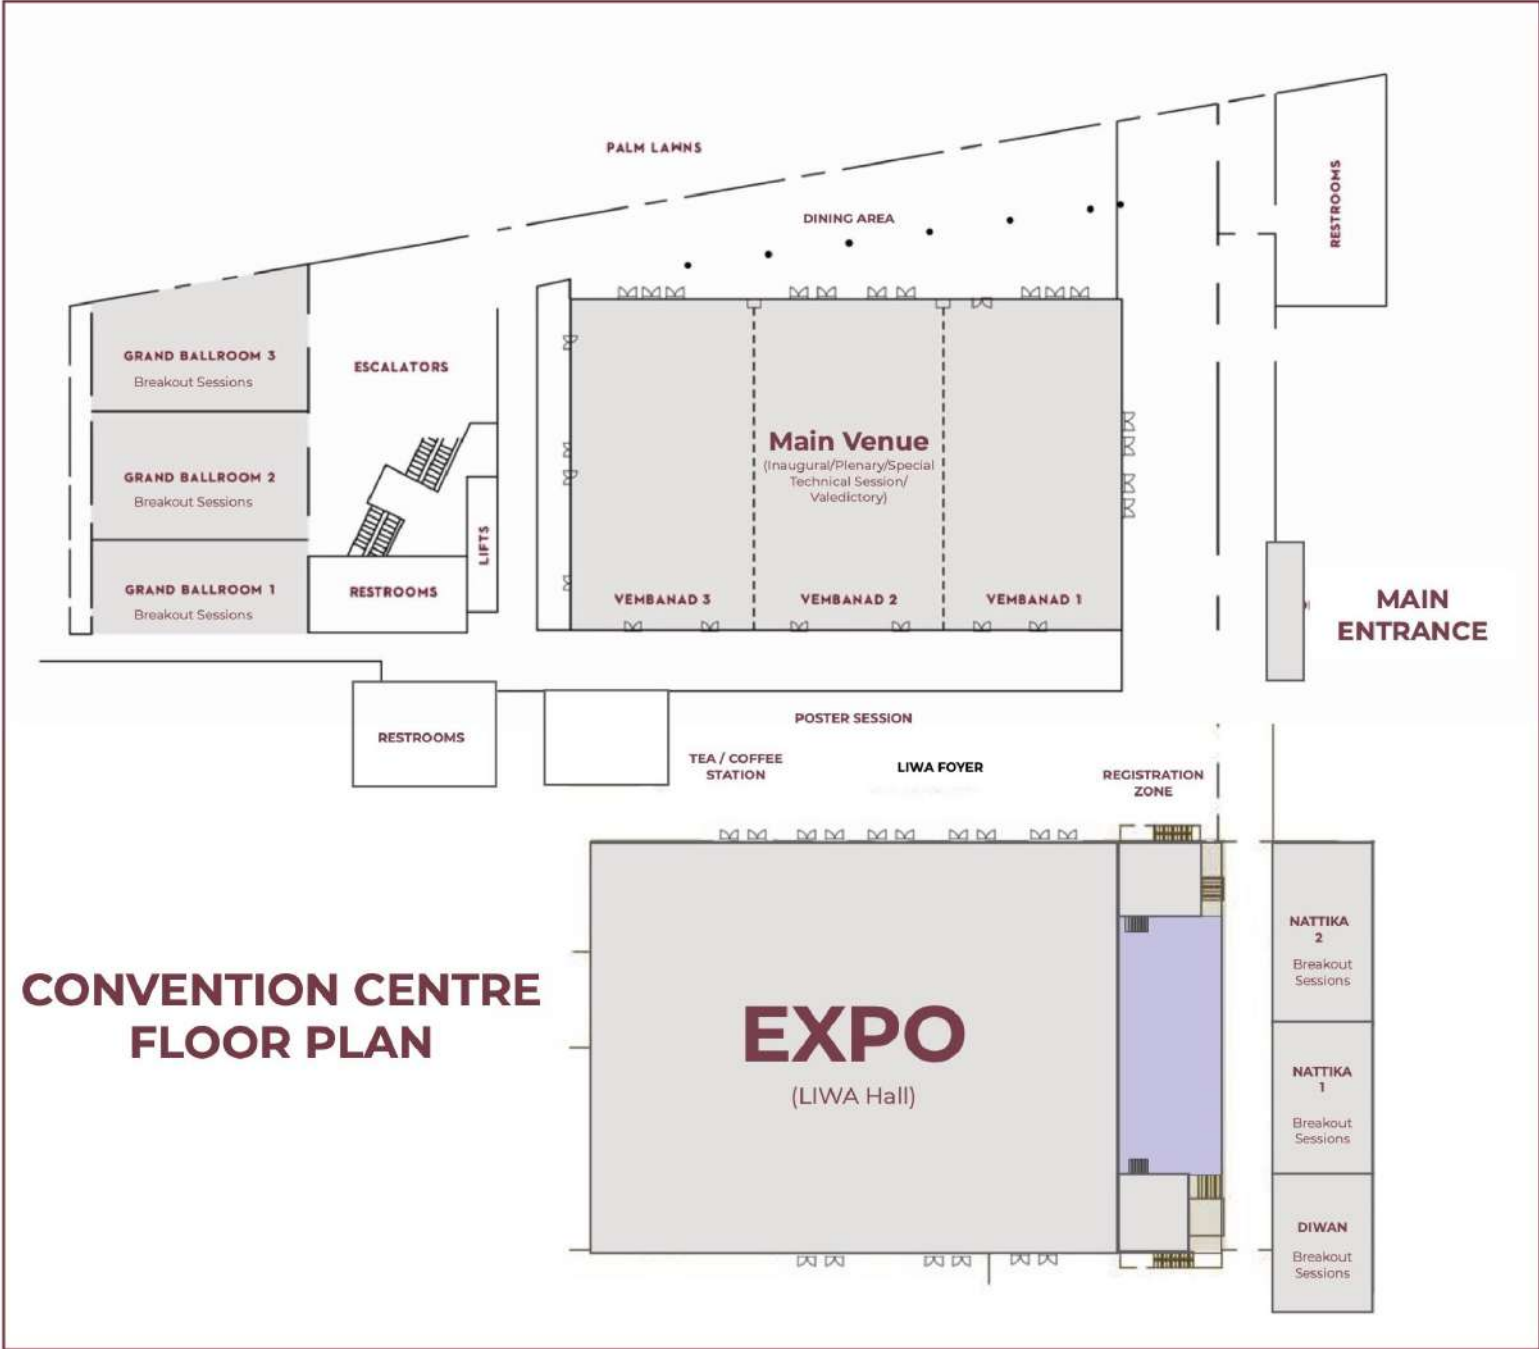 PALM LAWNS
DINING AREA
RESTROOMS
GRAND BALLROOM 3
Breakout Sessions
ESCALATORS
GRAND BALLROOM 2
Breakout Sessions
Main Venue
(Inaugural/Plenary/Special
Technical Session/
Valedictory)
LIFTS
GRAND BALLROOM 1
Breakout Sessions
RESTROOMS
VEMBANAD 3
VEMBANAD 2
VEMBANAD 1
MAIN
ENTRANCE
RESTROOMS
POSTER SESSION
TEA / COFFEE
STATION
LIWA FOYER
REGISTRATION
ZONE
CONVENTION CENTRE
FLOOR PLAN
EXPO
(LIWA Hall)
NATTIKA
2
Breakout
Sessions
NATTIKA
1
Breakout
Sessions
DIWAN
Breakout
Sessions